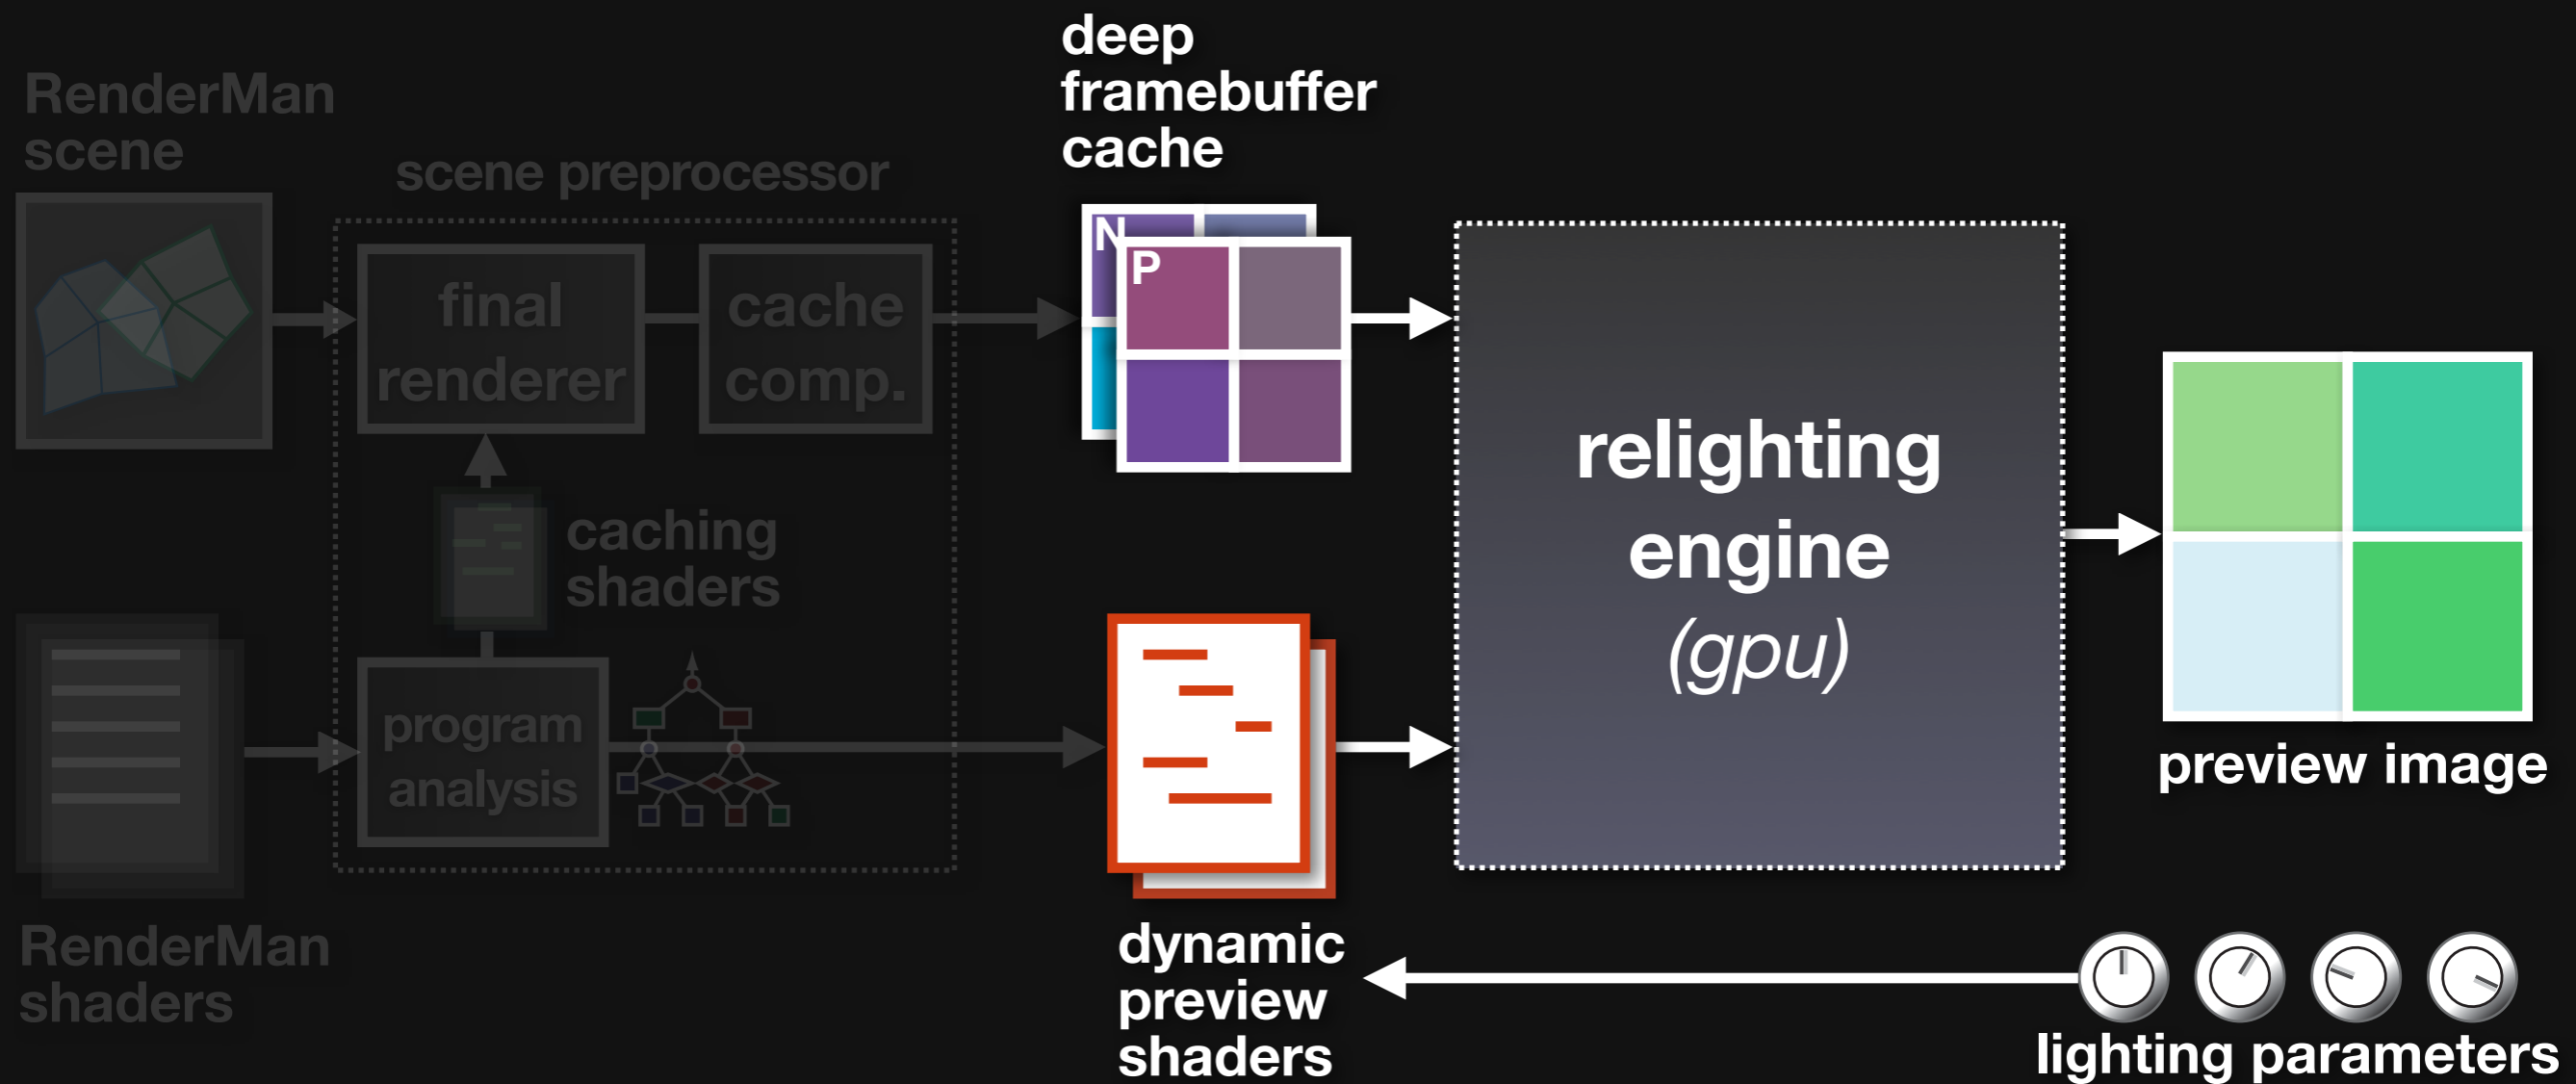 RenderMan
scene
scene preprocessor
final
renderer
cache
comp.
caching
shaders
program
analysis
RenderMan
shaders
deep
framebuffer
cache
N
P
dynamic
preview
shaders
relighting
engine
(gpu)
preview image
lighting parameters